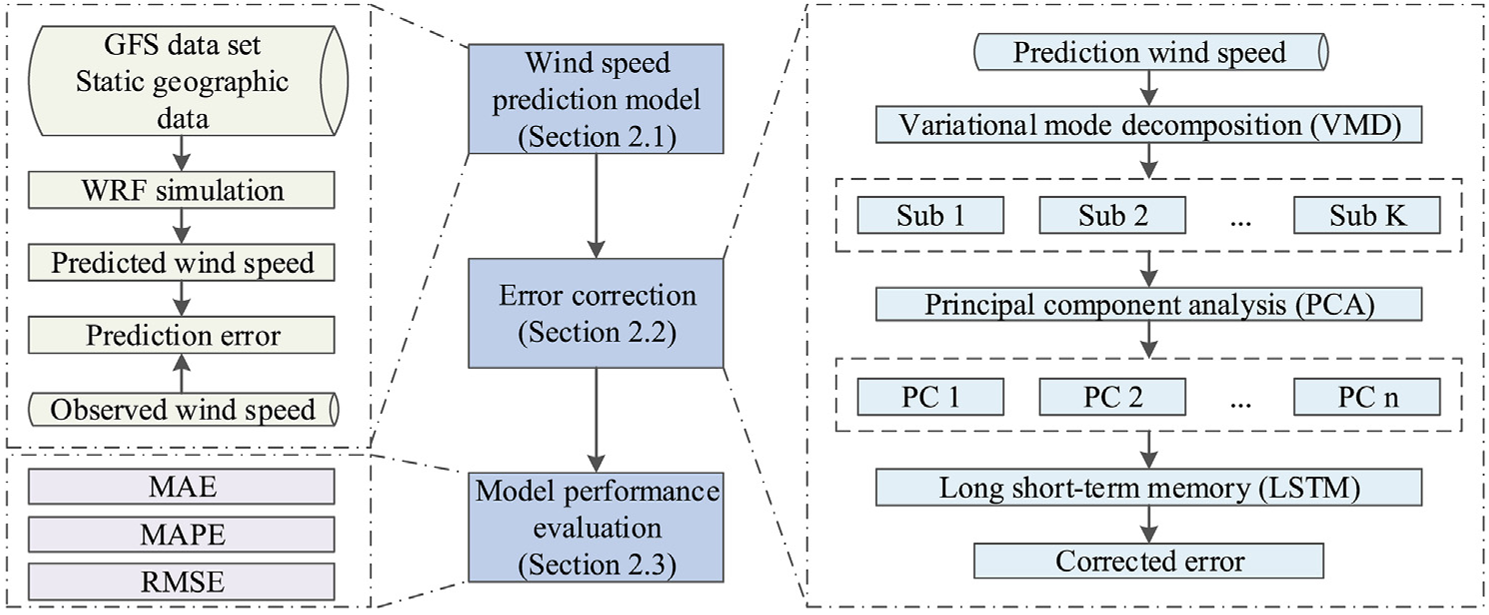 GFS data set
Static geographic
data
WRF simulation
Predicted wind speed
Prediction error
Observed wind speed
MAE
MAPE
RMSE
Wind speed
prediction model
(Section 2.1)
Error correction
(Section 2.2)
Model performance
evaluation
(Section 2.3)
Prediction wind speed
Variational mode decomposition (VMD)
Sub 1 Sub 2 ... Sub K
Principal component analysis (PCA)
PC 1 PC 2 ... PC n
Long short-term memory (LSTM)
Corrected error